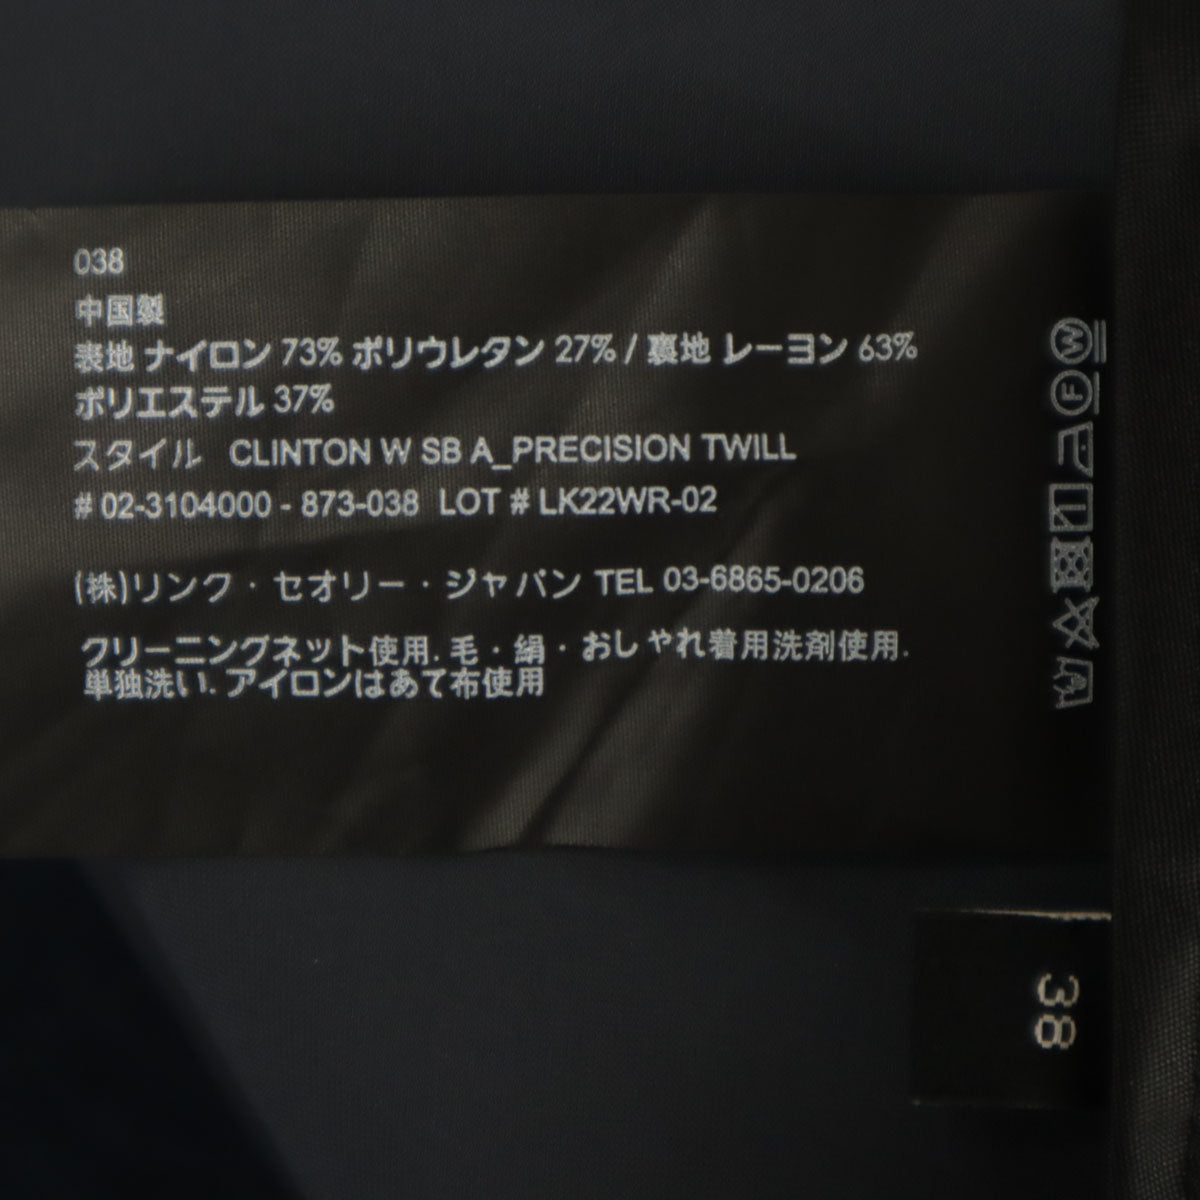 038
中国製
表地 ナイロン 73% ポリウレタン 27% / 裏地 レーヨン 63%
ポリエステル 37%
スタイル CLINTON W SB A_PRECISION TWILL
# 02-3104000 - 873-038 LOT # LK22WR-02
(株)リンク・セオリー・ジャパン TEL 03-6865-0206
クリーニングネット使用. 毛・絹・おしゃれ着用洗剤使用.
単独洗い. アイロンはあて布使用
W
F
38